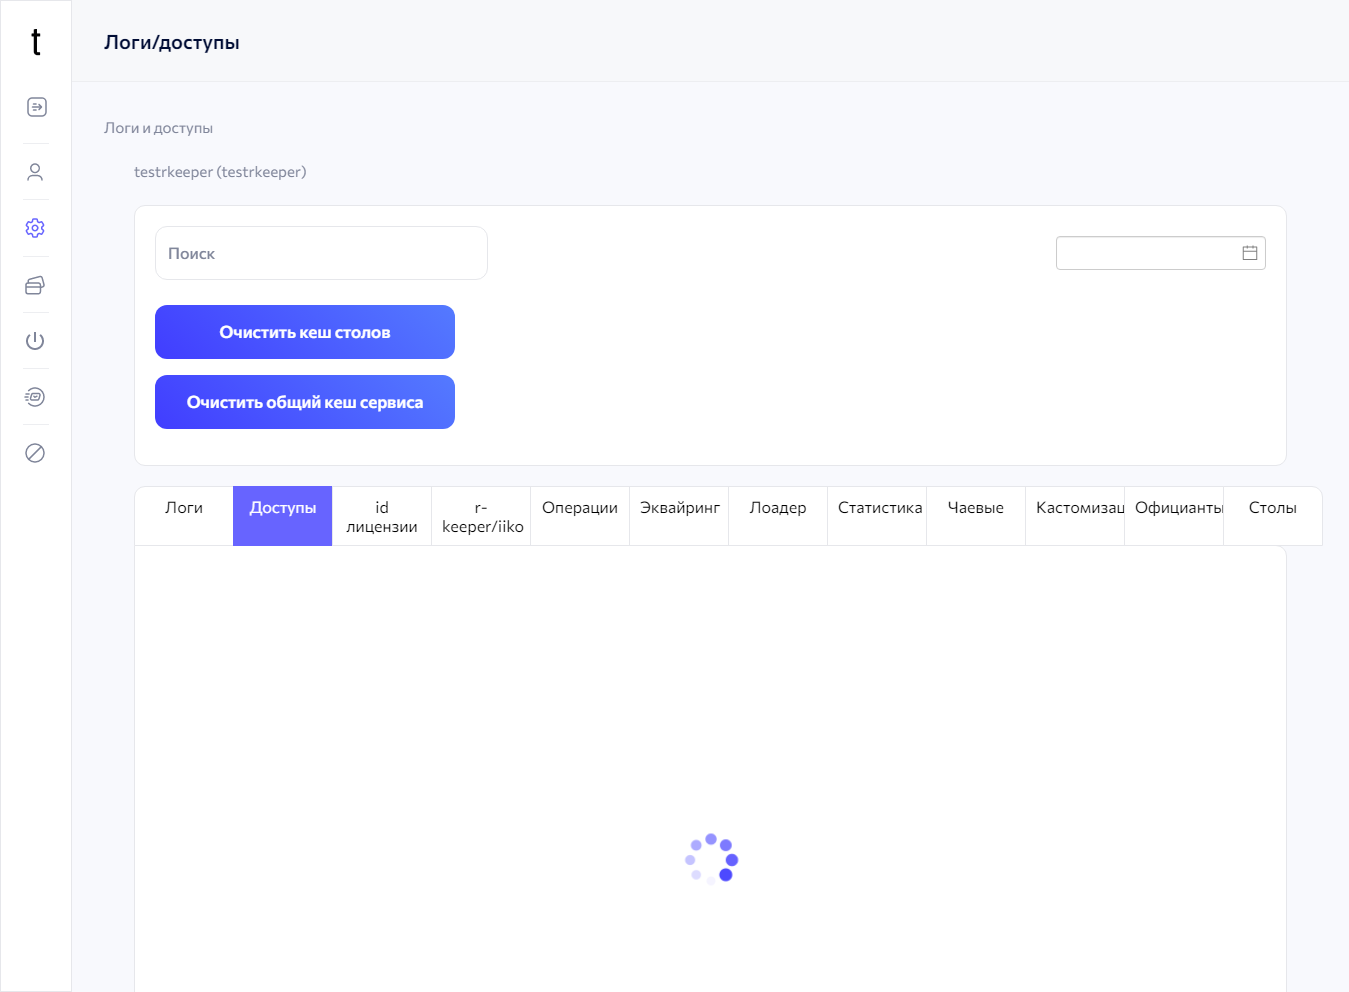 t
Логи/доступы
Логи и доступы
testrkeeper (testrkeeper)
Поиск
Очистить кеш столов
Очистить общий кеш сервиса
Логи
Доступы
id
лицензии
r-
keeper/iiko
Операции
Эквайринг
Лоадер
Статистика
Чаевые
Кастомизац
Официанты
Столы